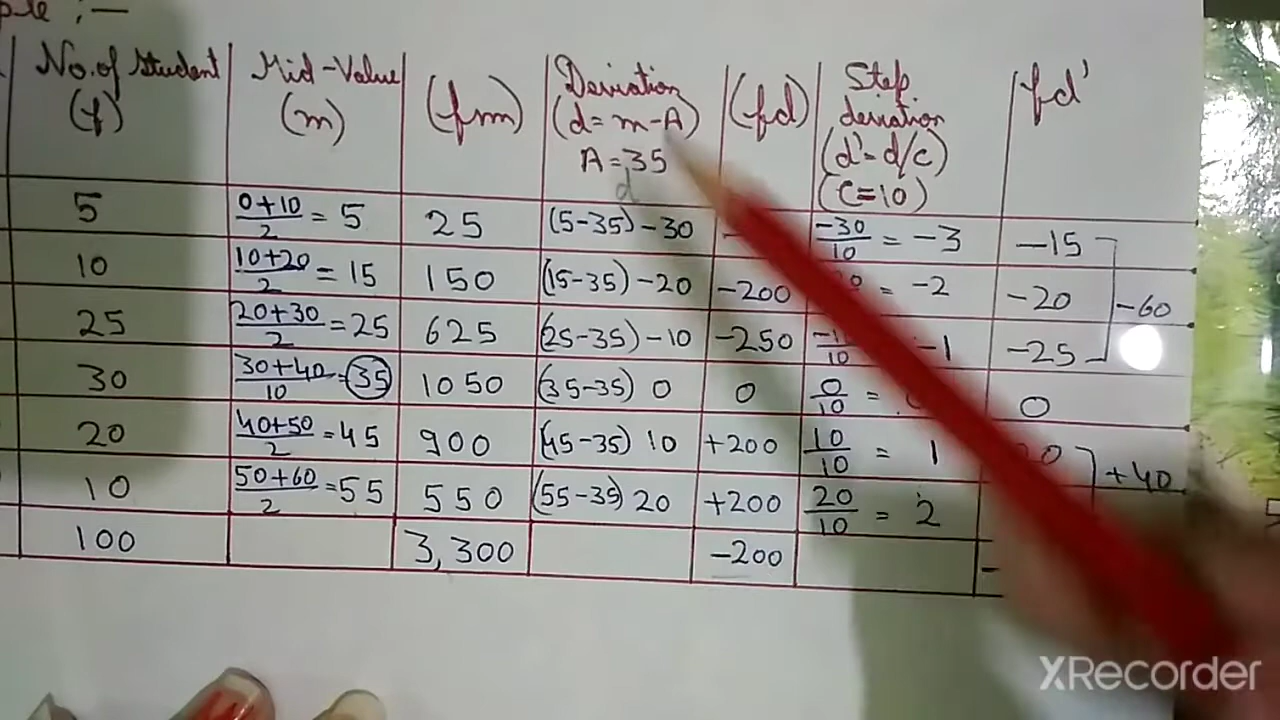 ple :—
No. of Student Mid-Value (fm) Deviation (fd) Step fd'
(f) (m) (d = m-A) deviation
A = 35 (d' = d/c)
d (C = 10)
5 0+10/2 = 5 25 (5-35) -30 -30/10 = -3 -15
10 10+20/2 = 15 150 (15-35) -20 -200 = -2 -20 -60
25 20+30/2 = 25 625 (25-35) -10 -250 -1 -25
30 30+40/10 = 35 1050 (35-35) 0 0 0/10 = 0
20 40+50/2 = 45 900 (45-35) 10 +200 10/10 = 1 +40
10 50+60/2 = 55 550 (55-35) 20 +200 20/10 = 2
100 3,300 -200
XRecorder